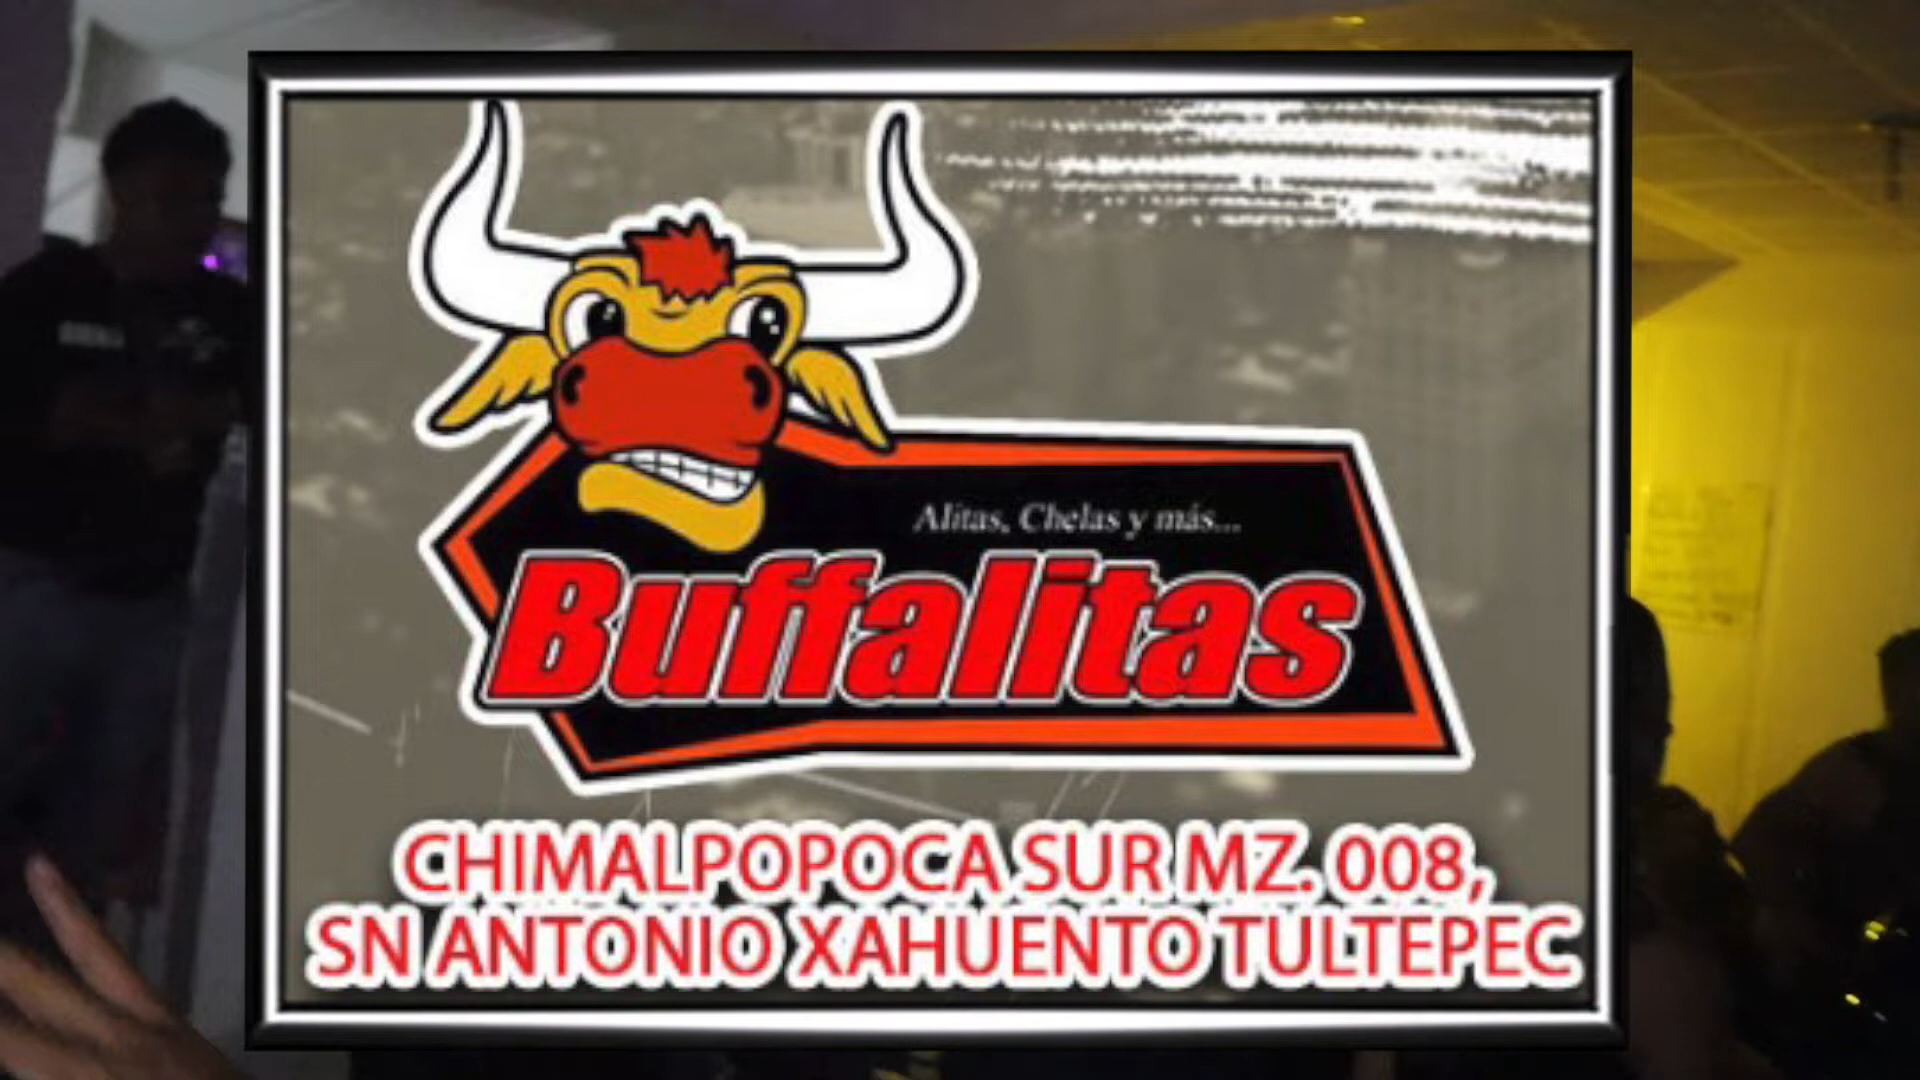 Alitas, Chelas y más...
Buffalitas
CHIMALPOPOCA SUR MZ. 008,
SN ANTONIO XAHUENTO TULTEPEC